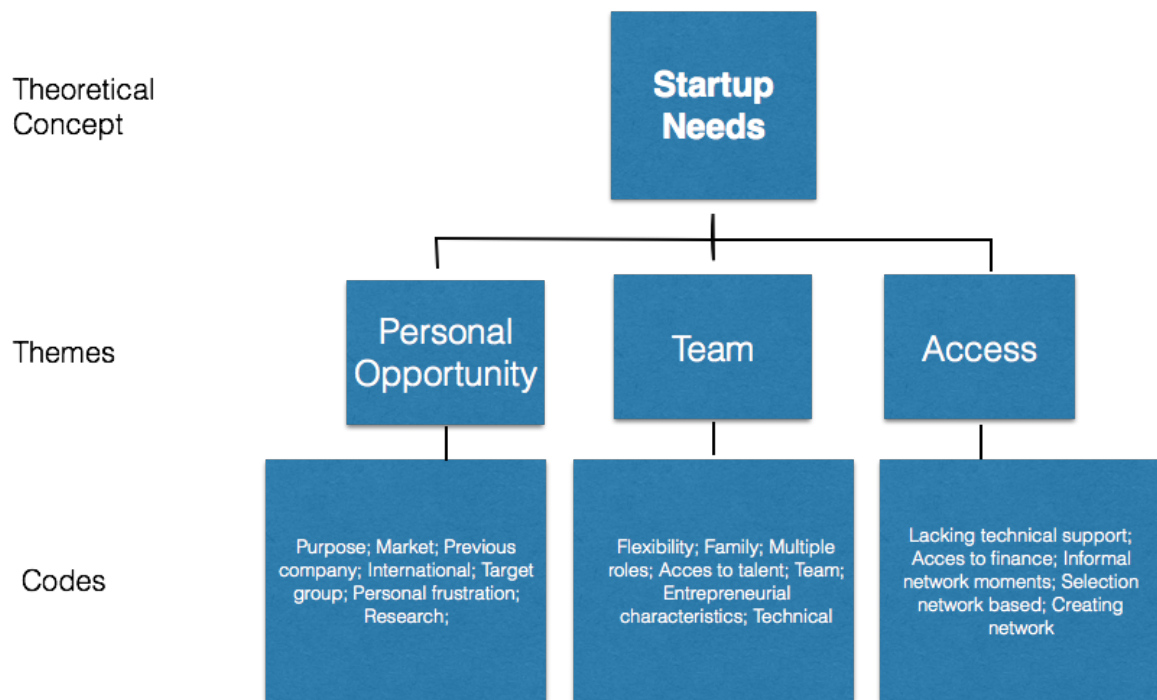 Theoretical
Concept
Startup
Needs
Themes
Personal
Opportunity
Team
Access
Codes
Purpose; Market; Previous
company; International; Target
group; Personal frustration;
Research;
Flexibility; Family; Multiple
roles; Acces to talent; Team;
Entrepreneurial
characteristics; Technical
Lacking technical support;
Acces to finance; Informal
network moments; Selection
network based; Creating
network